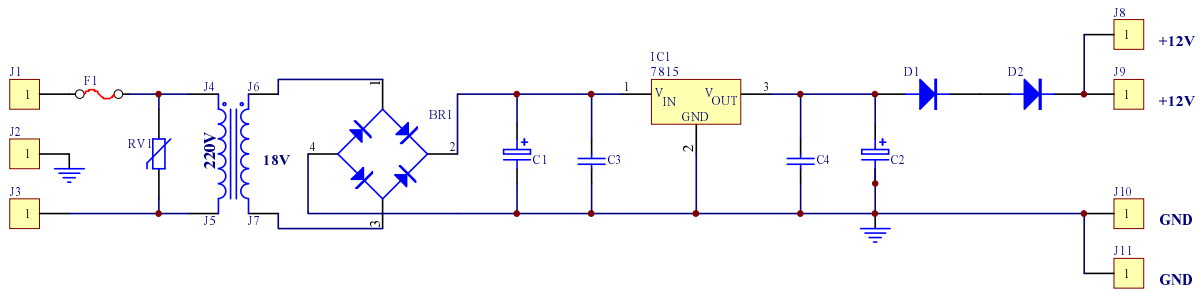 J1
1
F1
J2
1
J3
1
RV1
J4
J5
220V
J6
J7
18V
1
2
3
4
BR1
C1
+
C3
IC1
7815
1
VIN
VOUT
GND
2
3
C4
C2
+
D1
D2
J8
1
+12V
J9
1
+12V
J10
1
GND
J11
1
GND